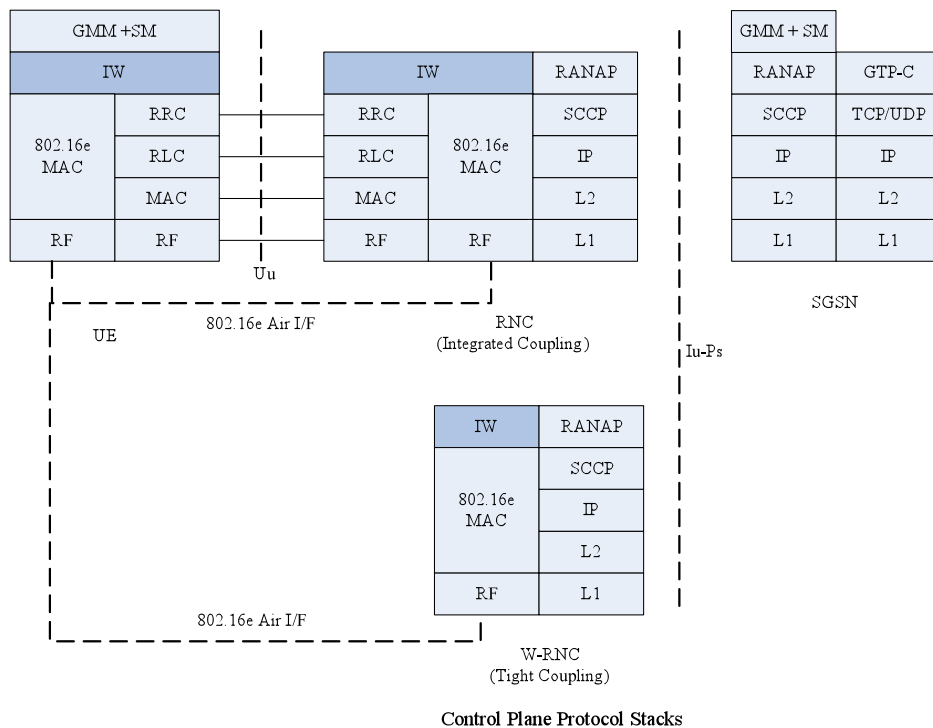 GMM +SM
IW
802.16e
MAC
RRC
RLC
MAC
RF
RF
UE
Uu
802.16e Air I/F
IW
RANAP
RRC
RLC
MAC
RF
802.16e
MAC
RF
SCCP
IP
L2
L1
RNC
(Integrated Coupling)
Iu-Ps
GMM + SM
RANAP
GTP-C
SCCP
TCP/UDP
IP
IP
L2
L2
L1
L1
SGSN
IW
RANAP
802.16e
MAC
SCCP
IP
L2
RF
L1
802.16e Air I/F
W-RNC
(Tight Coupling)
Control Plane Protocol Stacks